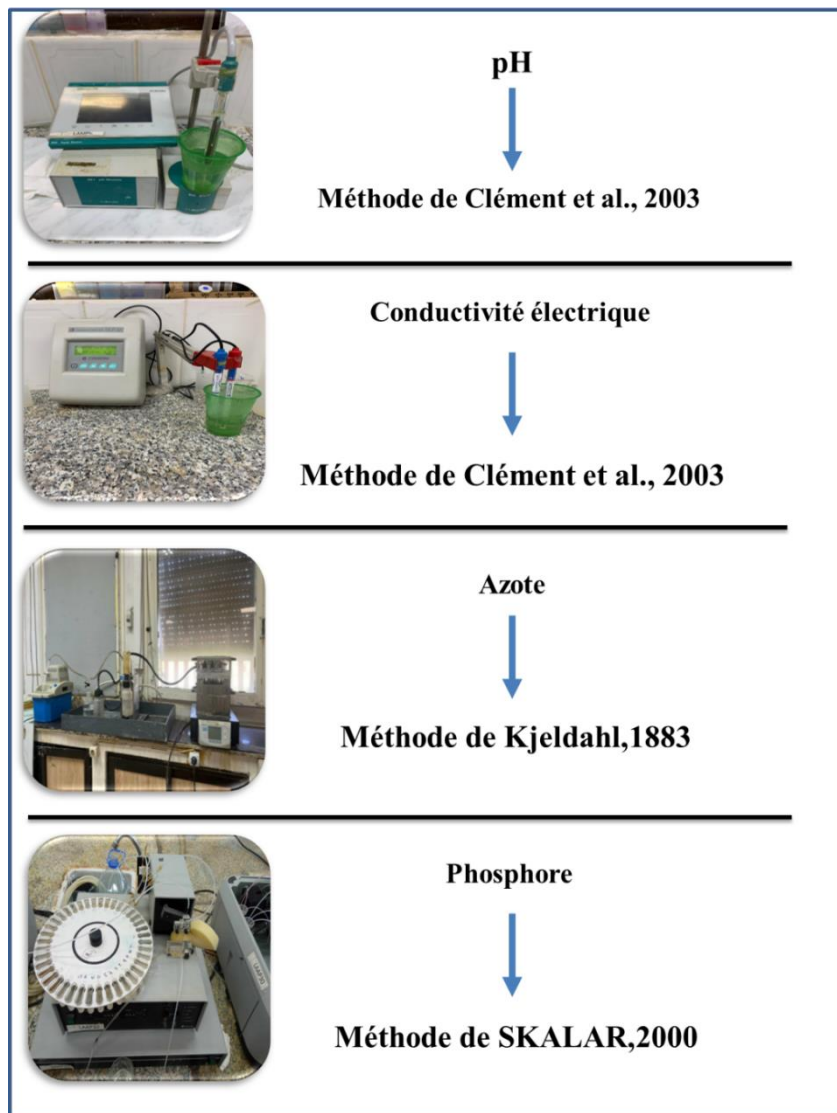 pH
Méthode de Clément et al., 2003
Conductivité électrique
Méthode de Clément et al., 2003
Azote
Méthode de Kjeldahl,1883
Phosphore
Méthode de SKALAR,2000